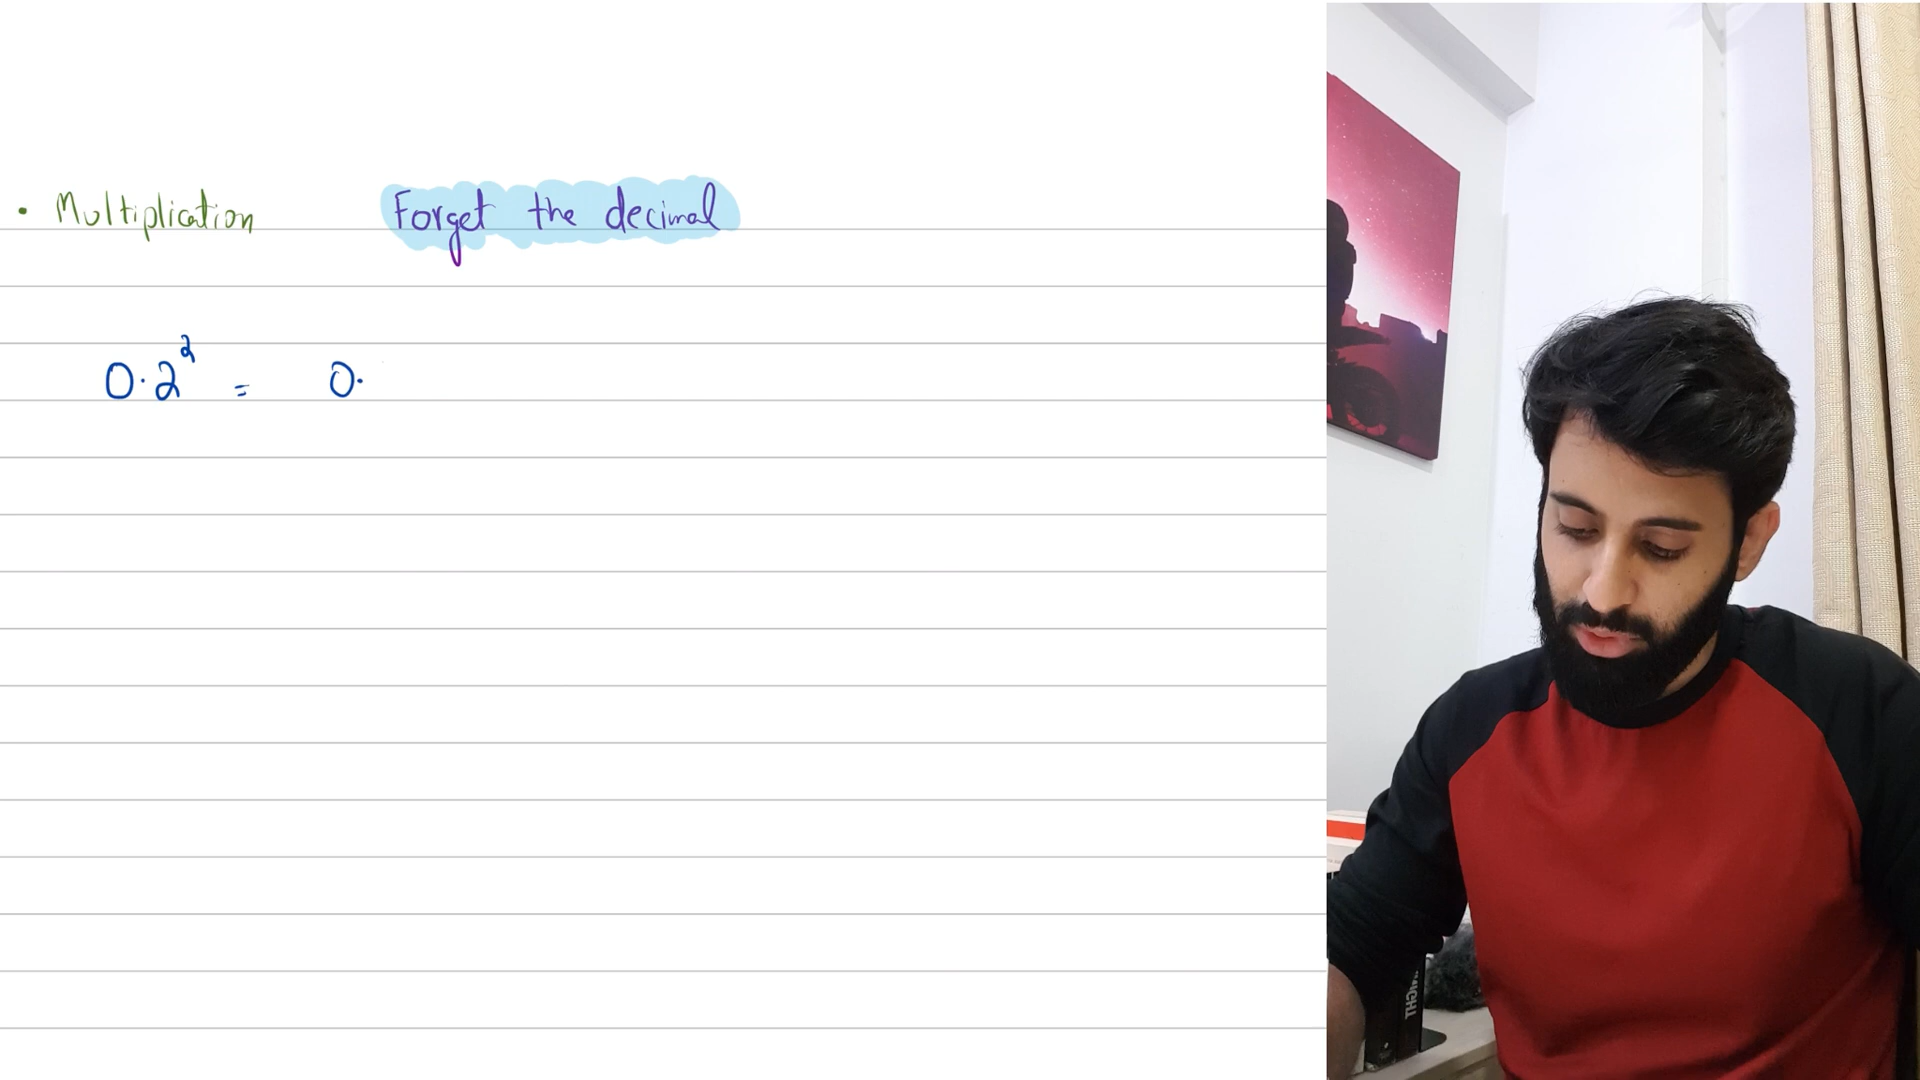 • Multiplication Forget the decimal
0.2² = 0.